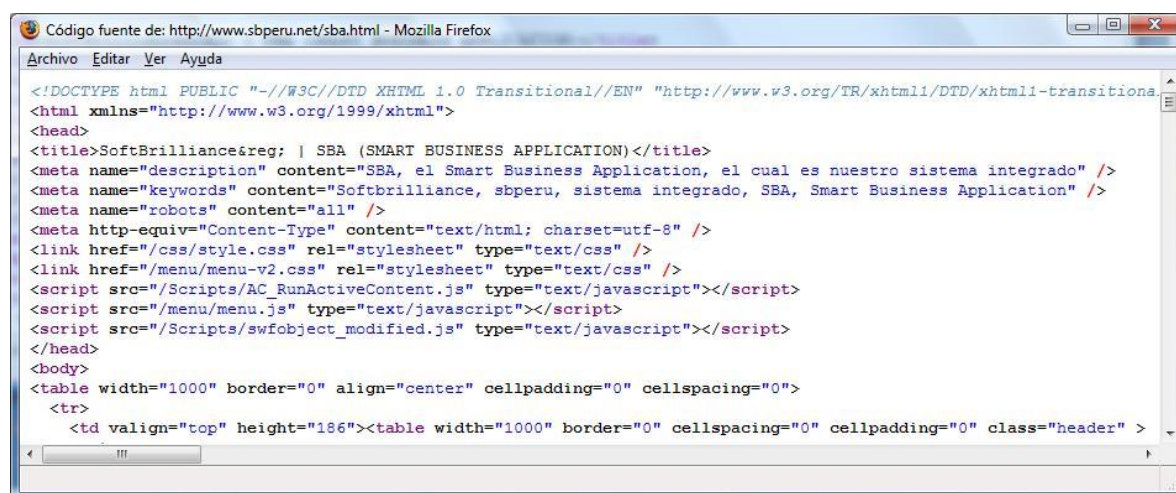 Código fuente de: http://www.sbperu.net/sba.html - Mozilla Firefox
Archivo Editar Ver Ayuda
<!DOCTYPE html PUBLIC "-//W3C//DTD XHTML 1.0 Transitional//EN" "http://www.w3.org/TR/xhtml1/DTD/xhtml1-transitiona
<html xmlns="http://www.w3.org/1999/xhtml">
<head>
<title>SoftBrilliance&reg; | SBA (SMART BUSINESS APPLICATION)</title>
<meta name="description" content="SBA, el Smart Business Application, el cual es nuestro sistema integrado" />
<meta name="keywords" content="Softbrilliance, sbperu, sistema integrado, SBA, Smart Business Application" />
<meta name="robots" content="all" />
<meta http-equiv="Content-Type" content="text/html; charset=utf-8" />
<link href="/css/style.css" rel="stylesheet" type="text/css" />
<link href="/menu/menu-v2.css" rel="stylesheet" type="text/css" />
<script src="/Scripts/AC_RunActiveContent.js" type="text/javascript"></script>
<script src="/menu/menu.js" type="text/javascript"></script>
<script src="/Scripts/swfobject_modified.js" type="text/javascript"></script>
</head>
<body>
<table width="1000" border="0" align="center" cellpadding="0" cellspacing="0">
<tr>
<td valign="top" height="186"><table width="1000" border="0" cellspacing="0" cellpadding="0" class="header" >